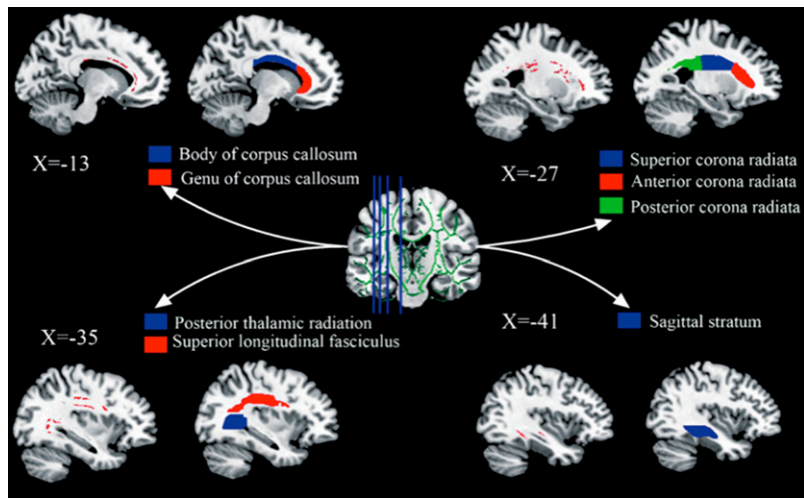 X=-13
Body of corpus callosum
Genu of corpus callosum
X=-27
Superior corona radiata
Anterior corona radiata
Posterior corona radiata
X=-35
Posterior thalamic radiation
Superior longitudinal fasciculus
X=-41
Sagittal stratum